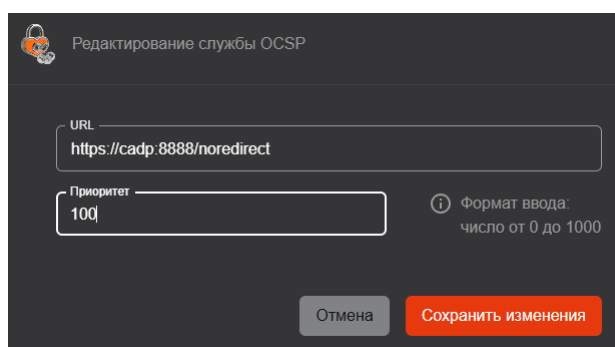 Редактирование службы OCSP
URL
https://cadp:8888/noredirect
Приоритет
100
Формат ввода:
число от 0 до 1000
Отмена
Сохранить изменения